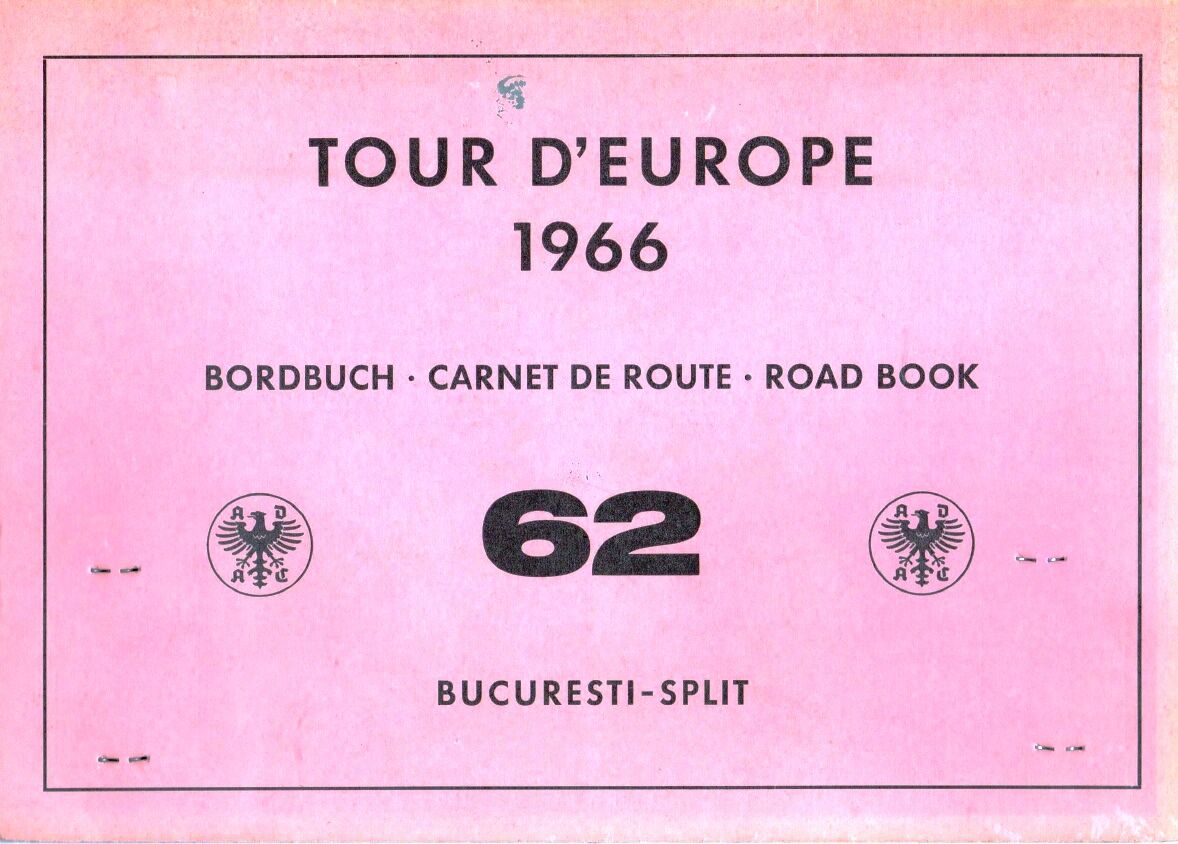 TOUR D'EUROPE
1966
BORDBUCH · CARNET DE ROUTE · ROAD BOOK
A D
A C
62
A D
A C
BUCURESTI-SPLIT